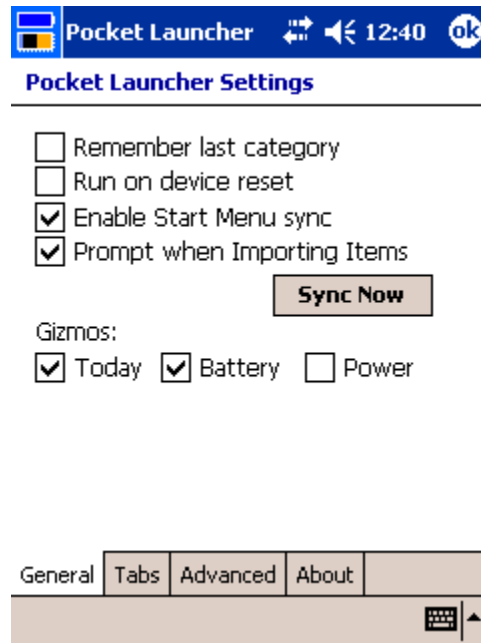 Pocket Launcher 12:40 ok
Pocket Launcher Settings
Remember last category
Run on device reset
Enable Start Menu sync
Prompt when Importing Items
Sync Now
Gizmos:
Today Battery Power
General Tabs Advanced About